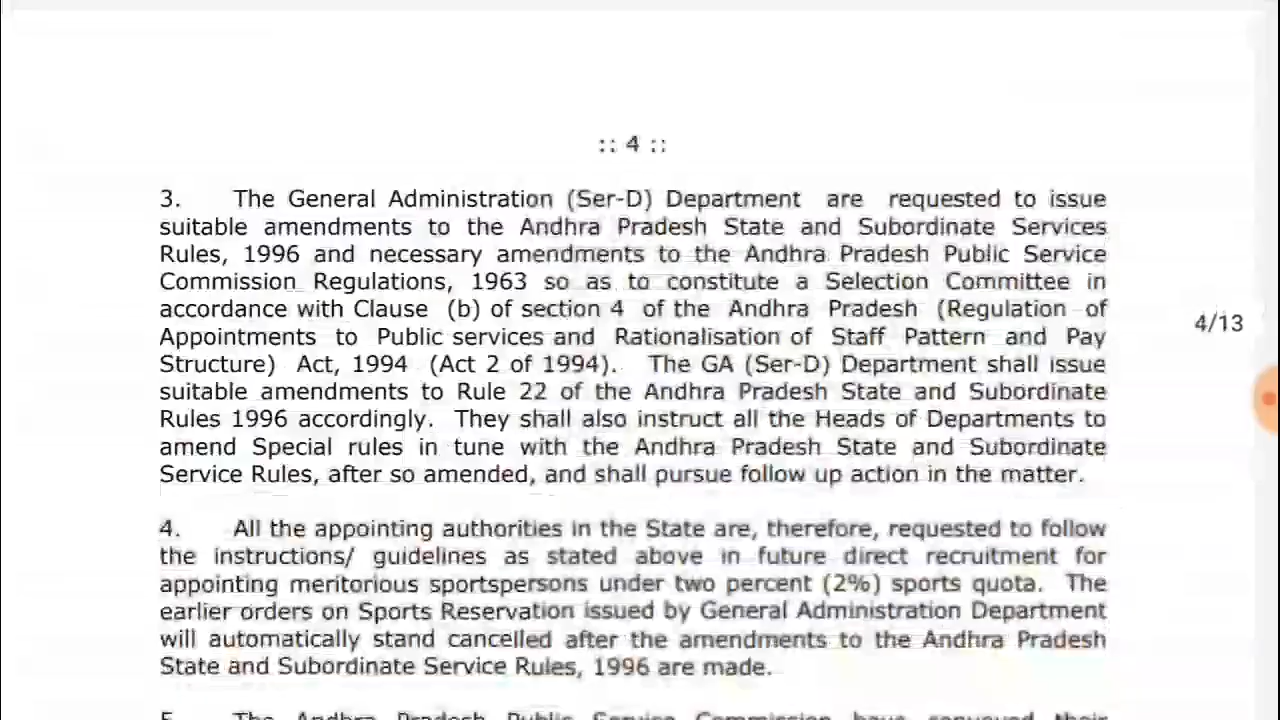 :: 4 ::
3. The General Administration (Ser-D) Department are requested to issue
suitable amendments to the Andhra Pradesh State and Subordinate Services
Rules, 1996 and necessary amendments to the Andhra Pradesh Public Service
Commission Regulations, 1963 so as to constitute a Selection Committee in
accordance with Clause (b) of section 4 of the Andhra Pradesh (Regulation of
Appointments to Public services and Rationalisation of Staff Pattern and Pay
Structure) Act, 1994 (Act 2 of 1994). The GA (Ser-D) Department shall issue
suitable amendments to Rule 22 of the Andhra Pradesh State and Subordinate
Rules 1996 accordingly. They shall also instruct all the Heads of Departments to
amend Special rules in tune with the Andhra Pradesh State and Subordinate
Service Rules, after so amended, and shall pursue follow up action in the matter.
4. All the appointing authorities in the State are, therefore, requested to follow
the instructions/ guidelines as stated above in future direct recruitment for
appointing meritorious sportspersons under two percent (2%) sports quota. The
earlier orders on Sports Reservation issued by General Administration Department
will automatically stand cancelled after the amendments to the Andhra Pradesh
State and Subordinate Service Rules, 1996 are made.
5. The Andhra Pradesh Public Service Commission have conveyed their
4/13